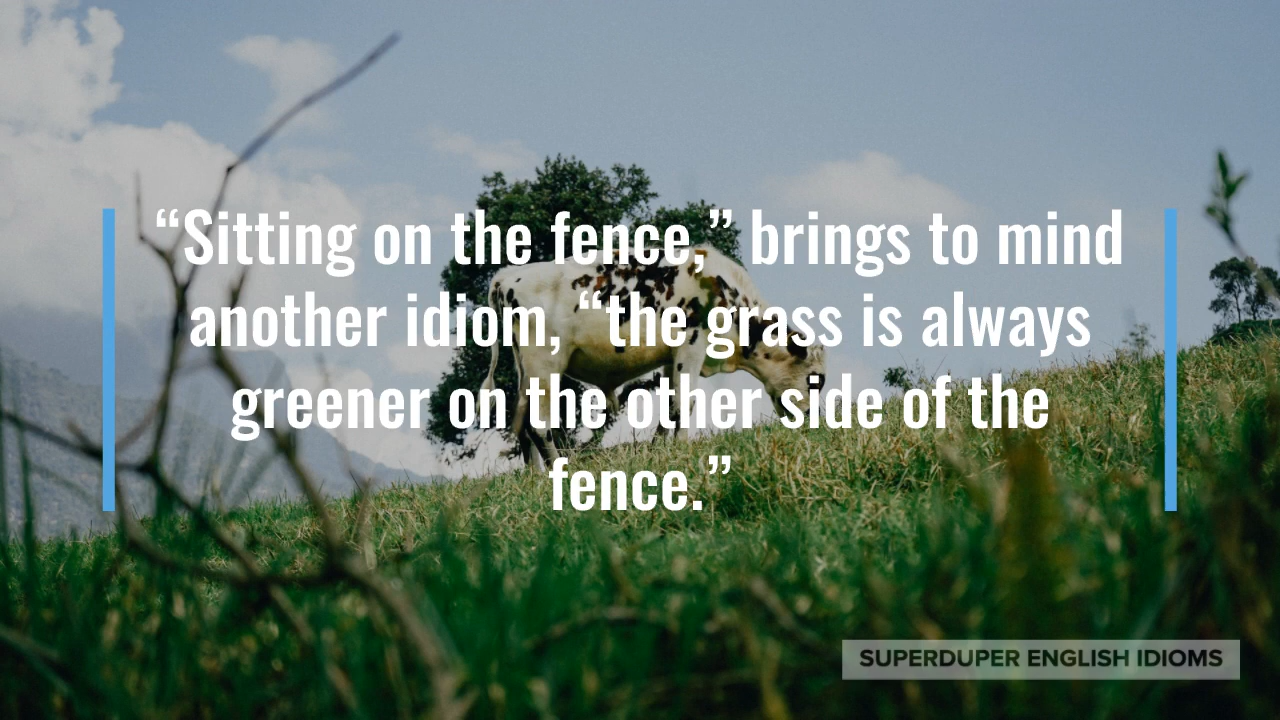 “Sitting on the fence,” brings to mind
another idiom, “the grass is always
greener on the other side of the
fence.”
SUPERDUPER ENGLISH IDIOMS